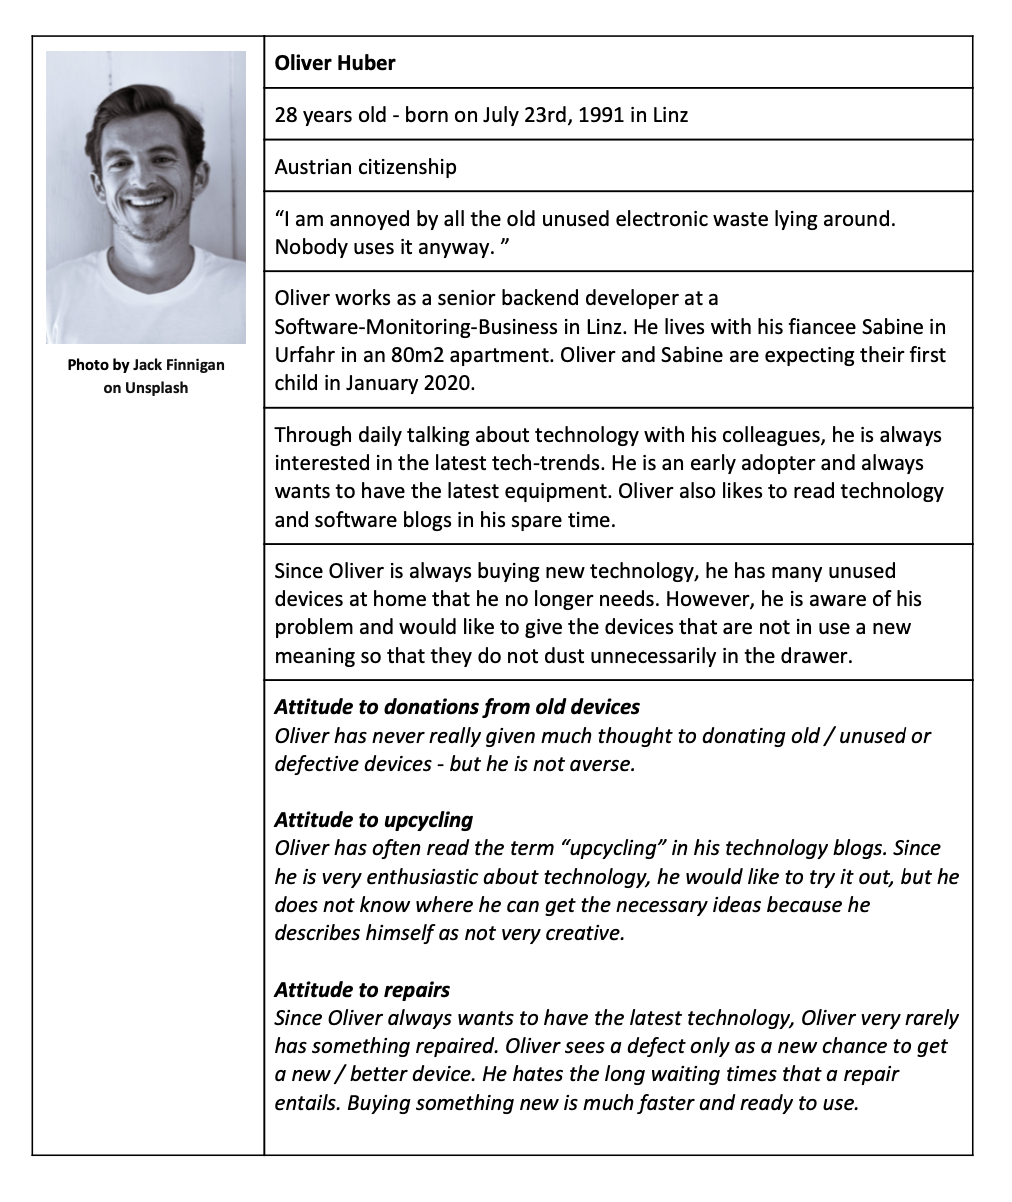 Photo by Jack Finnigan
on Unsplash
Oliver Huber
28 years old - born on July 23rd, 1991 in Linz
Austrian citizenship
“I am annoyed by all the old unused electronic waste lying around.
Nobody uses it anyway. ”
Oliver works as a senior backend developer at a
Software-Monitoring-Business in Linz. He lives with his fiancee Sabine in
Urfahr in an 80m2 apartment. Oliver and Sabine are expecting their first
child in January 2020.
Through daily talking about technology with his colleagues, he is always
interested in the latest tech-trends. He is an early adopter and always
wants to have the latest equipment. Oliver also likes to read technology
and software blogs in his spare time.
Since Oliver is always buying new technology, he has many unused
devices at home that he no longer needs. However, he is aware of his
problem and would like to give the devices that are not in use a new
meaning so that they do not dust unnecessarily in the drawer.
Attitude to donations from old devices
Oliver has never really given much thought to donating old / unused or
defective devices - but he is not averse.
Attitude to upcycling
Oliver has often read the term “upcycling” in his technology blogs. Since
he is very enthusiastic about technology, he would like to try it out, but he
does not know where he can get the necessary ideas because he
describes himself as not very creative.
Attitude to repairs
Since Oliver always wants to have the latest technology, Oliver very rarely
has something repaired. Oliver sees a defect only as a new chance to get
a new / better device. He hates the long waiting times that a repair
entails. Buying something new is much faster and ready to use.